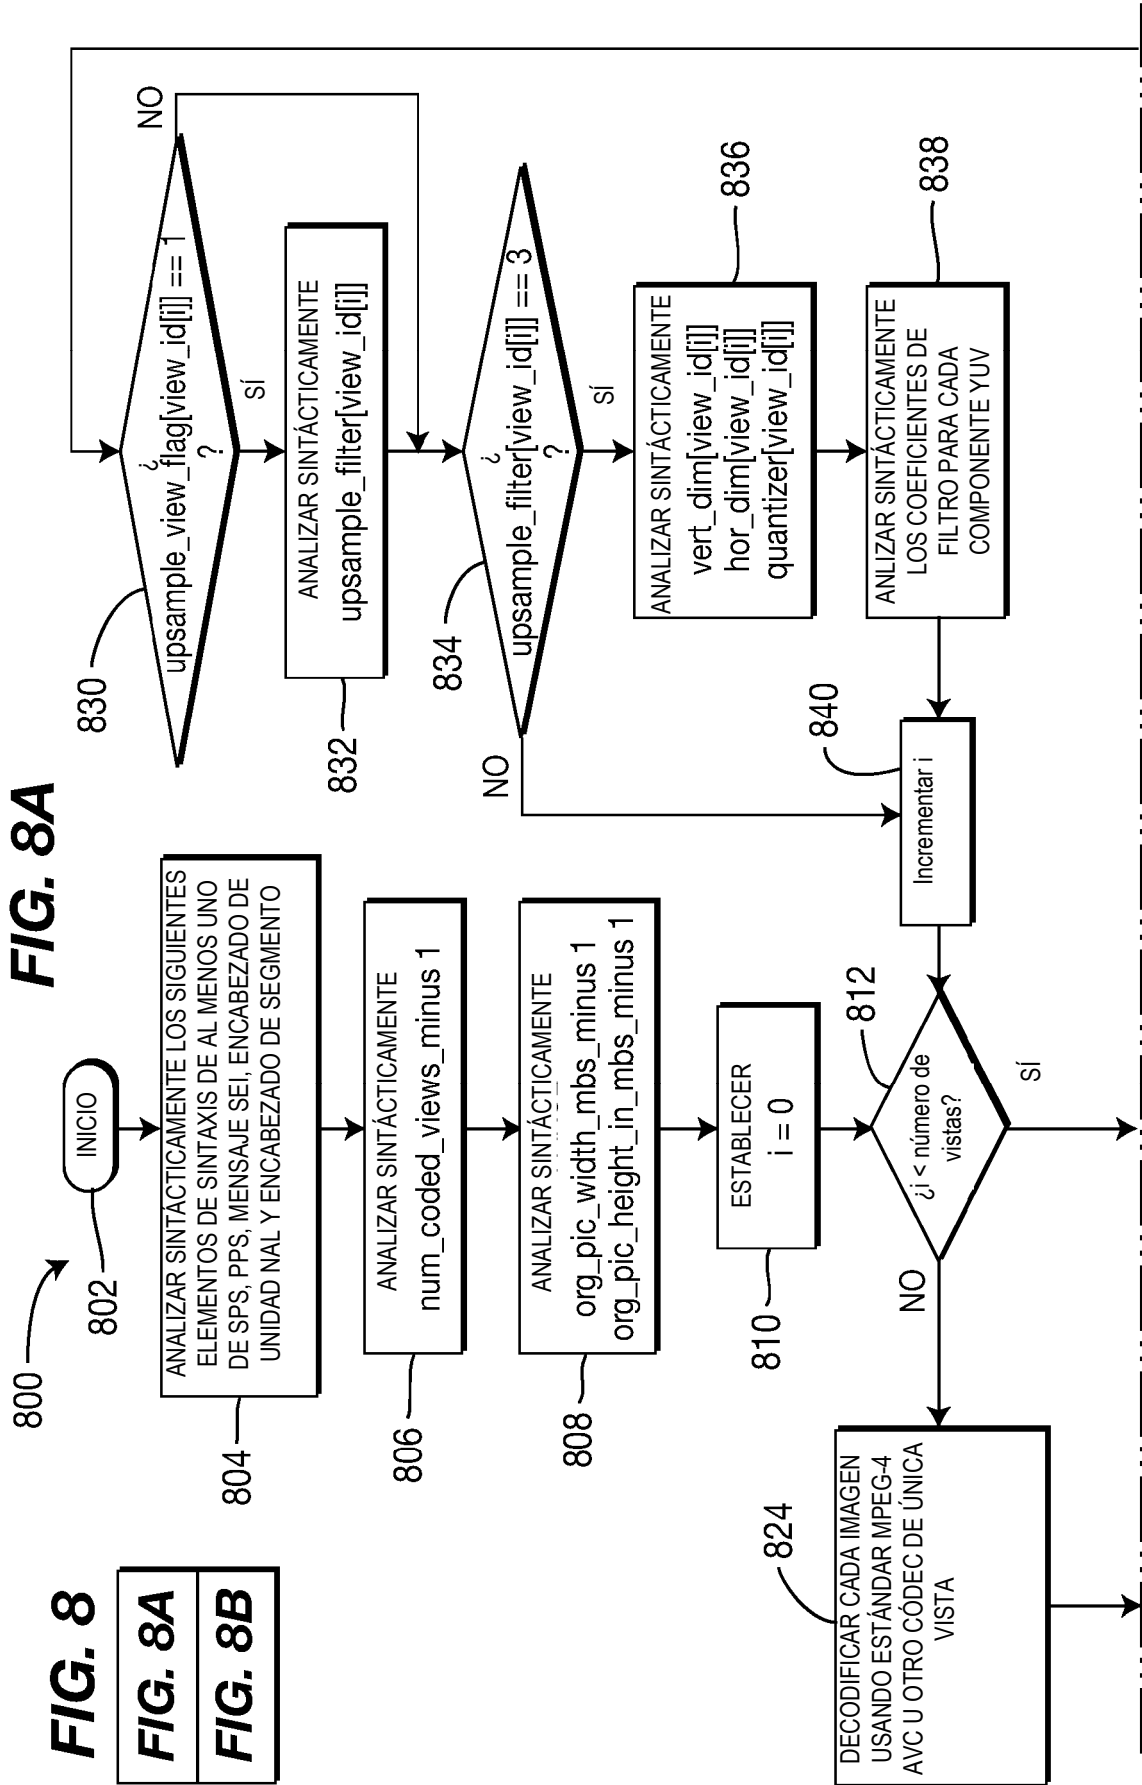 FIG. 8
FIG. 8A
FIG. 8B
FIG. 8A
800
INICIO
802
ANALIZAR SINTÁCTICAMENTE LOS SIGUIENTES
ELEMENTOS DE SINTAXIS DE AL MENOS UNO
DE SPS, PPS, MENSAJE SEI, ENCABEZADO DE
UNIDAD NAL Y ENCABEZADO DE SEGMENTO
804
ANALIZAR SINTÁCTICAMENTE
num_coded_views_minus 1
806
ANALIZAR SINTÁCTICAMENTE
org_pic_width_mbs_minus 1
org_pic_height_in_mbs_minus 1
808
ESTABLECER
i = 0
810
¿i < número de
vistas?
812
NO
SÍ
DECODIFICAR CADA IMAGEN
USANDO ESTÁNDAR MPEG-4
AVC U OTRO CÓDEC DE ÚNICA
VISTA
824
¿
upsample_view_flag[view_id[i]] == 1
?
830
NO
SÍ
ANALIZAR SINTÁCTICAMENTE
upsample_filter[view_id[i]]
832
¿
upsample_filter[view_id[i]] == 3
?
834
NO
SÍ
ANALIZAR SINTÁCTICAMENTE
vert_dim[view_id[i]]
hor_dim[view_id[i]]
quantizer[view_id[i]]
836
ANLIZAR SINTÁCTICAMENTE
LOS COEFICIENTES DE
FILTRO PARA CADA
COMPONENTE YUV
838
Incrementar i
840